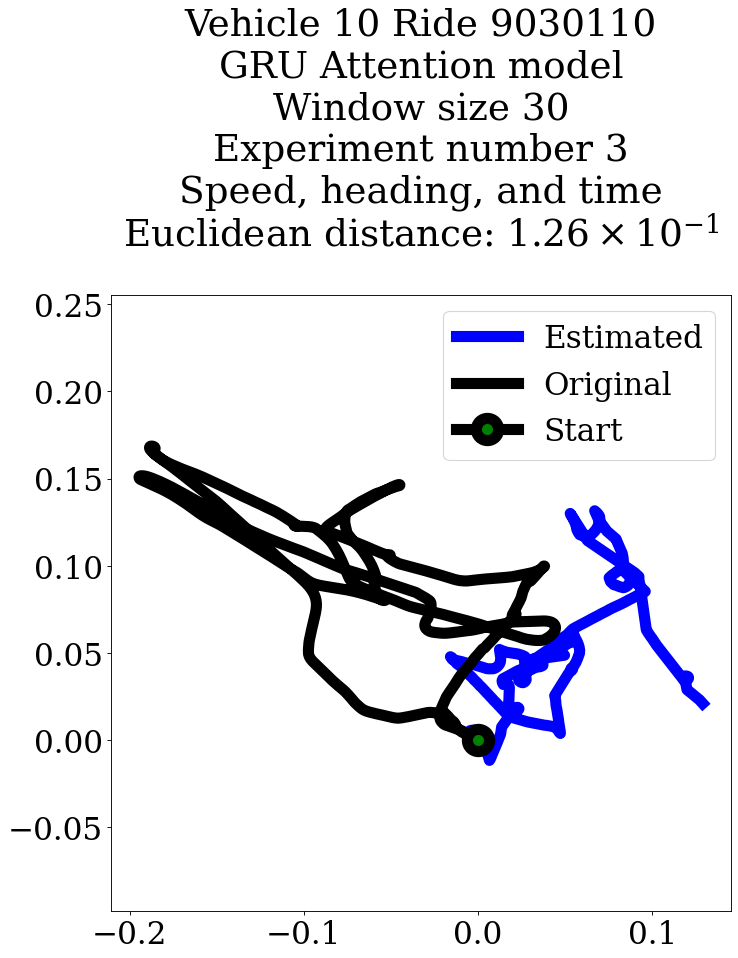 Vehicle 10 Ride 9030110
GRU Attention model
Window size 30
Experiment number 3
Speed, heading, and time
Euclidean distance: 1.26 × 10⁻¹
Estimated
Original
Start
0.25
0.20
0.15
0.10
0.05
0.00
−0.05
−0.2
−0.1
0.0
0.1